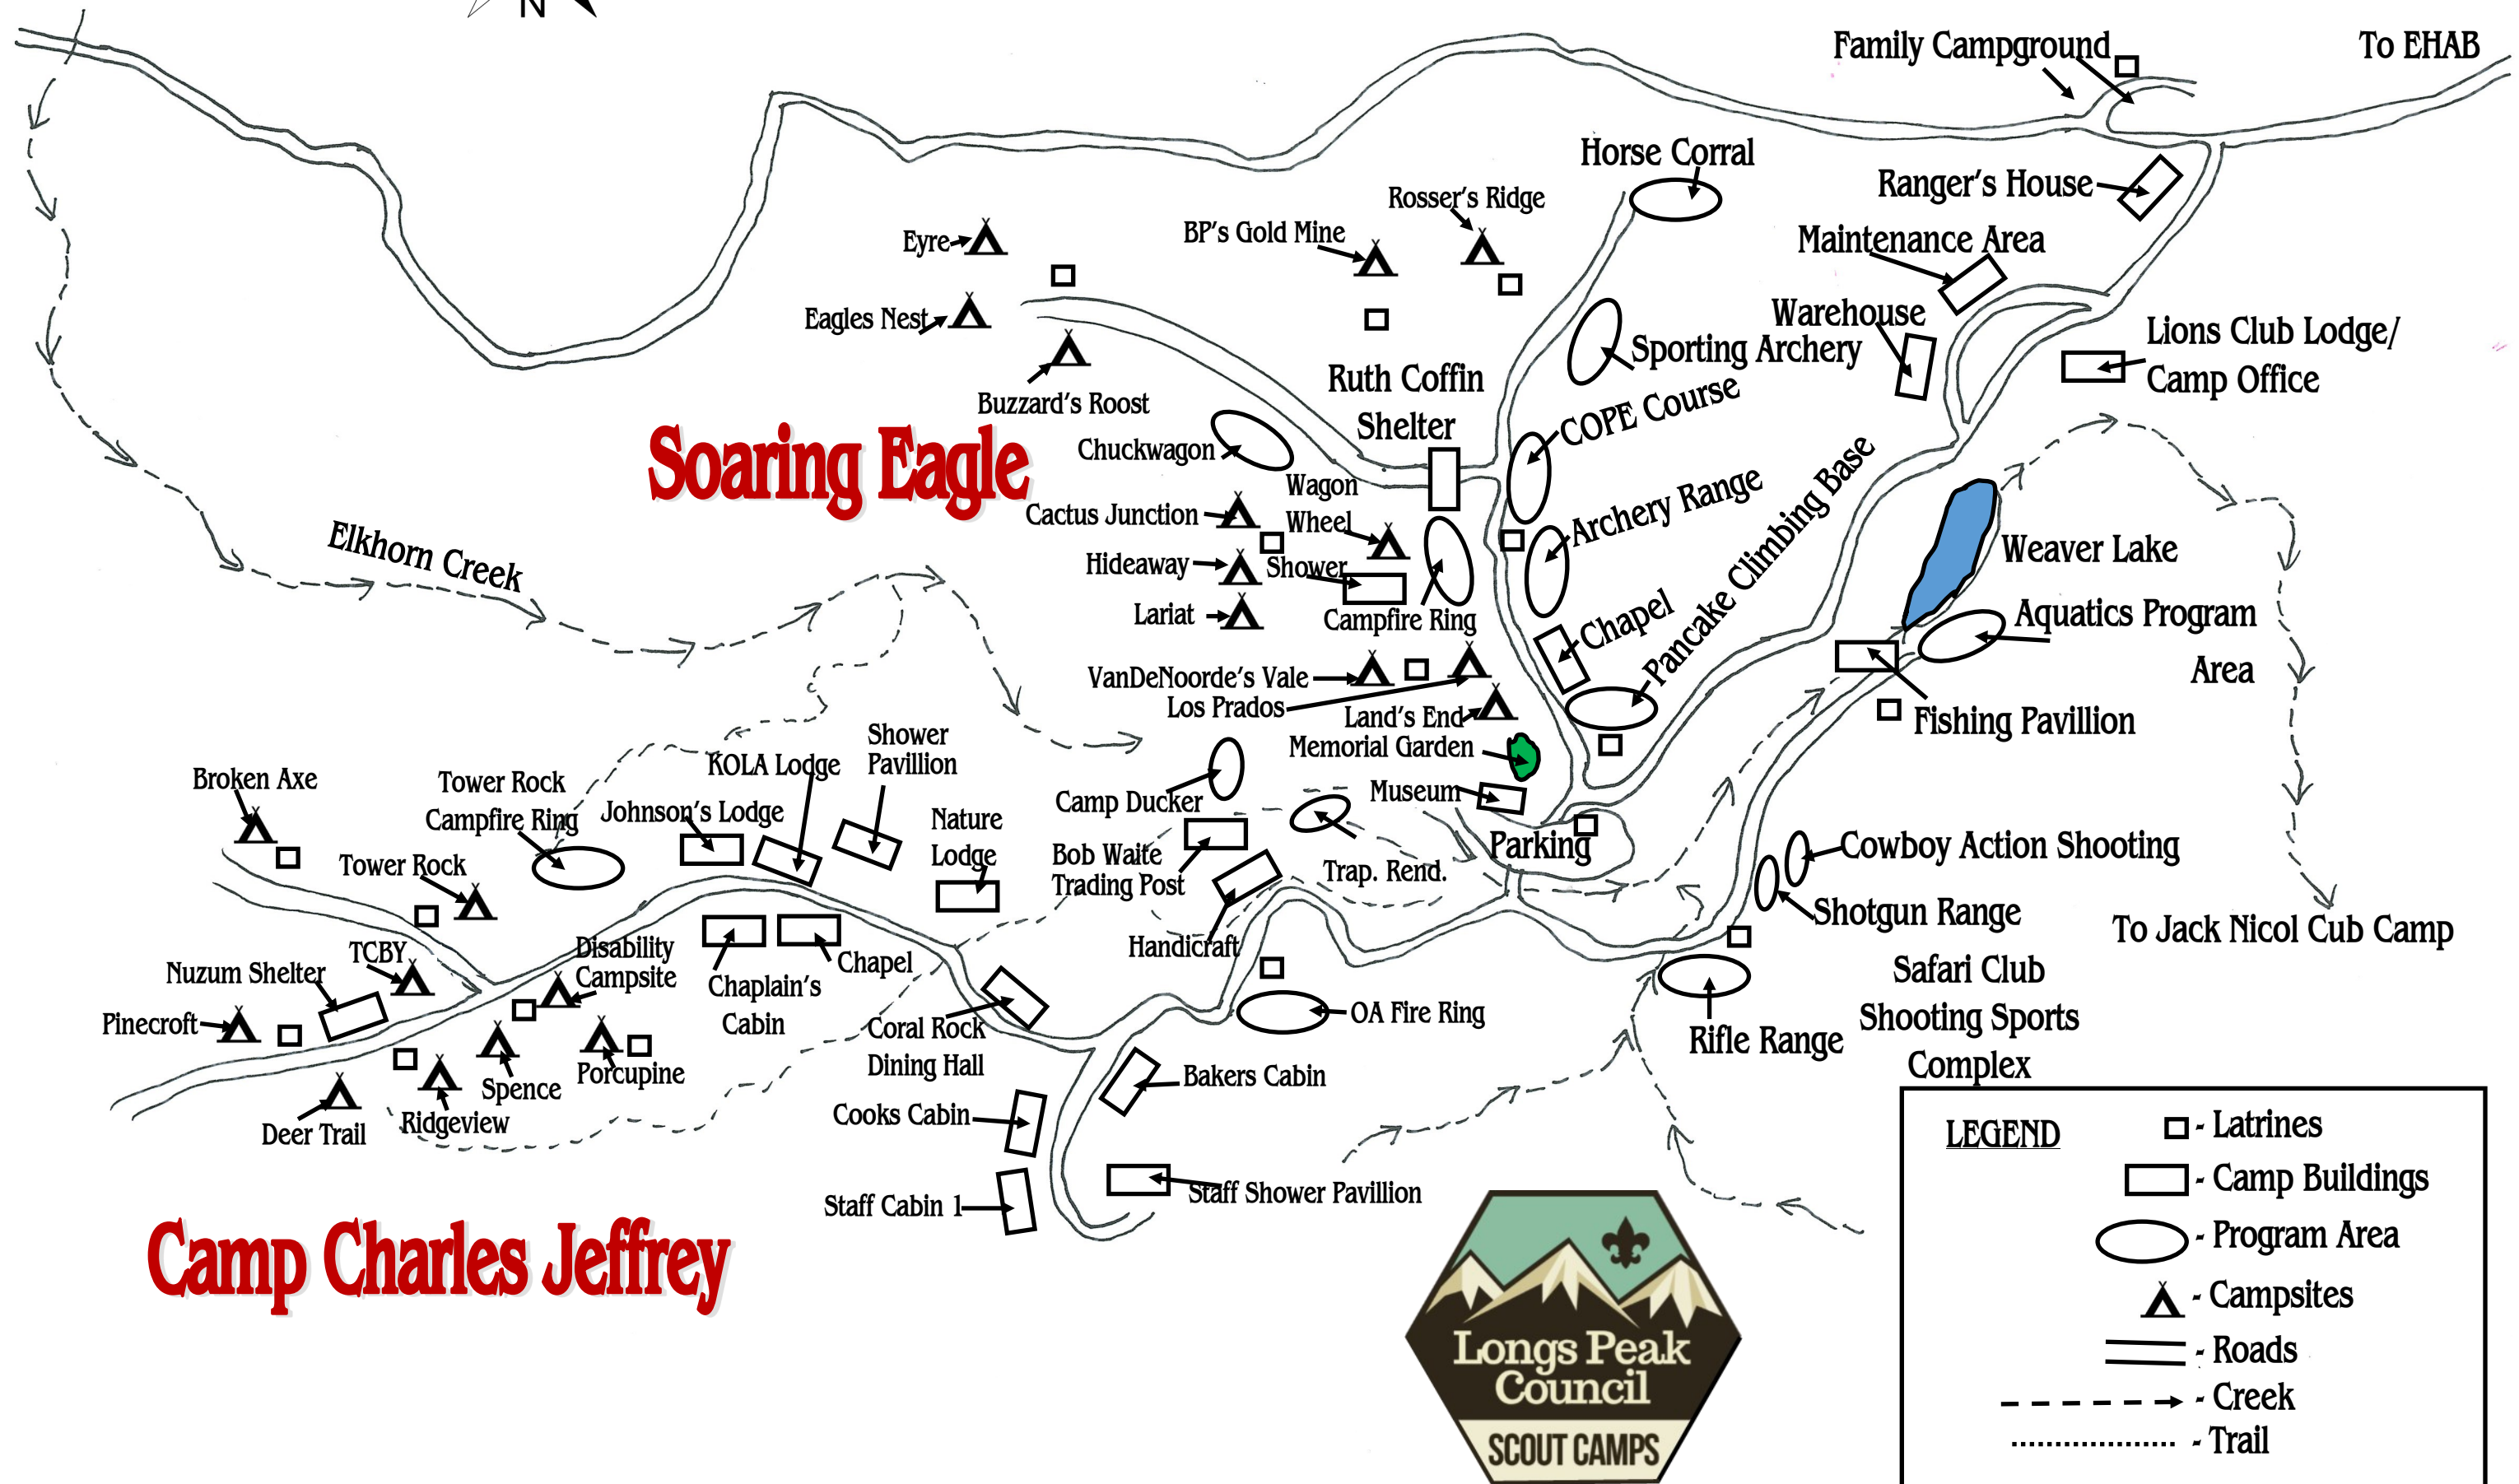 N
Family Campground
To EHAB
Horse Corral
Ranger's House
Rosser's Ridge
BP's Gold Mine
Eyre
Maintenance Area
Eagles Nest
Warehouse
Lions Club Lodge/
Camp Office
Sporting Archery
Ruth Coffin
Shelter
Buzzard's Roost
COPE Course
Chuckwagon
Soaring Eagle
Wagon
Wheel
Cactus Junction
Archery Range
Pancake Climbing Base
Elkhorn Creek
Hideaway
Shower
Weaver Lake
Lariat
Campfire Ring
Chapel
Aquatics Program
Area
VanDeNoorde's Vale
Los Prados
Land's End
Fishing Pavillion
Memorial Garden
Shower
Pavillion
KOLA Lodge
Broken Axe
Tower Rock
Campfire Ring
Johnson's Lodge
Camp Ducker
Museum
Nature
Lodge
Parking
Cowboy Action Shooting
Tower Rock
Bob Waite
Trading Post
Trap. Rend.
Shotgun Range
To Jack Nicol Cub Camp
Handicraft
TCBY
Disability
Campsite
Chapel
Nuzum Shelter
Chaplain's
Cabin
Safari Club
Shooting Sports
Complex
Pinecroft
Coral Rock
Dining Hall
OA Fire Ring
Rifle Range
Spence
Porcupine
Bakers Cabin
Deer Trail
Ridgeview
Cooks Cabin
Staff Cabin 1
Staff Shower Pavillion
Camp Charles Jeffrey
Longs Peak
Council
SCOUT CAMPS
LEGEND
- Latrines
- Camp Buildings
- Program Area
- Campsites
- Roads
- Creek
- Trail